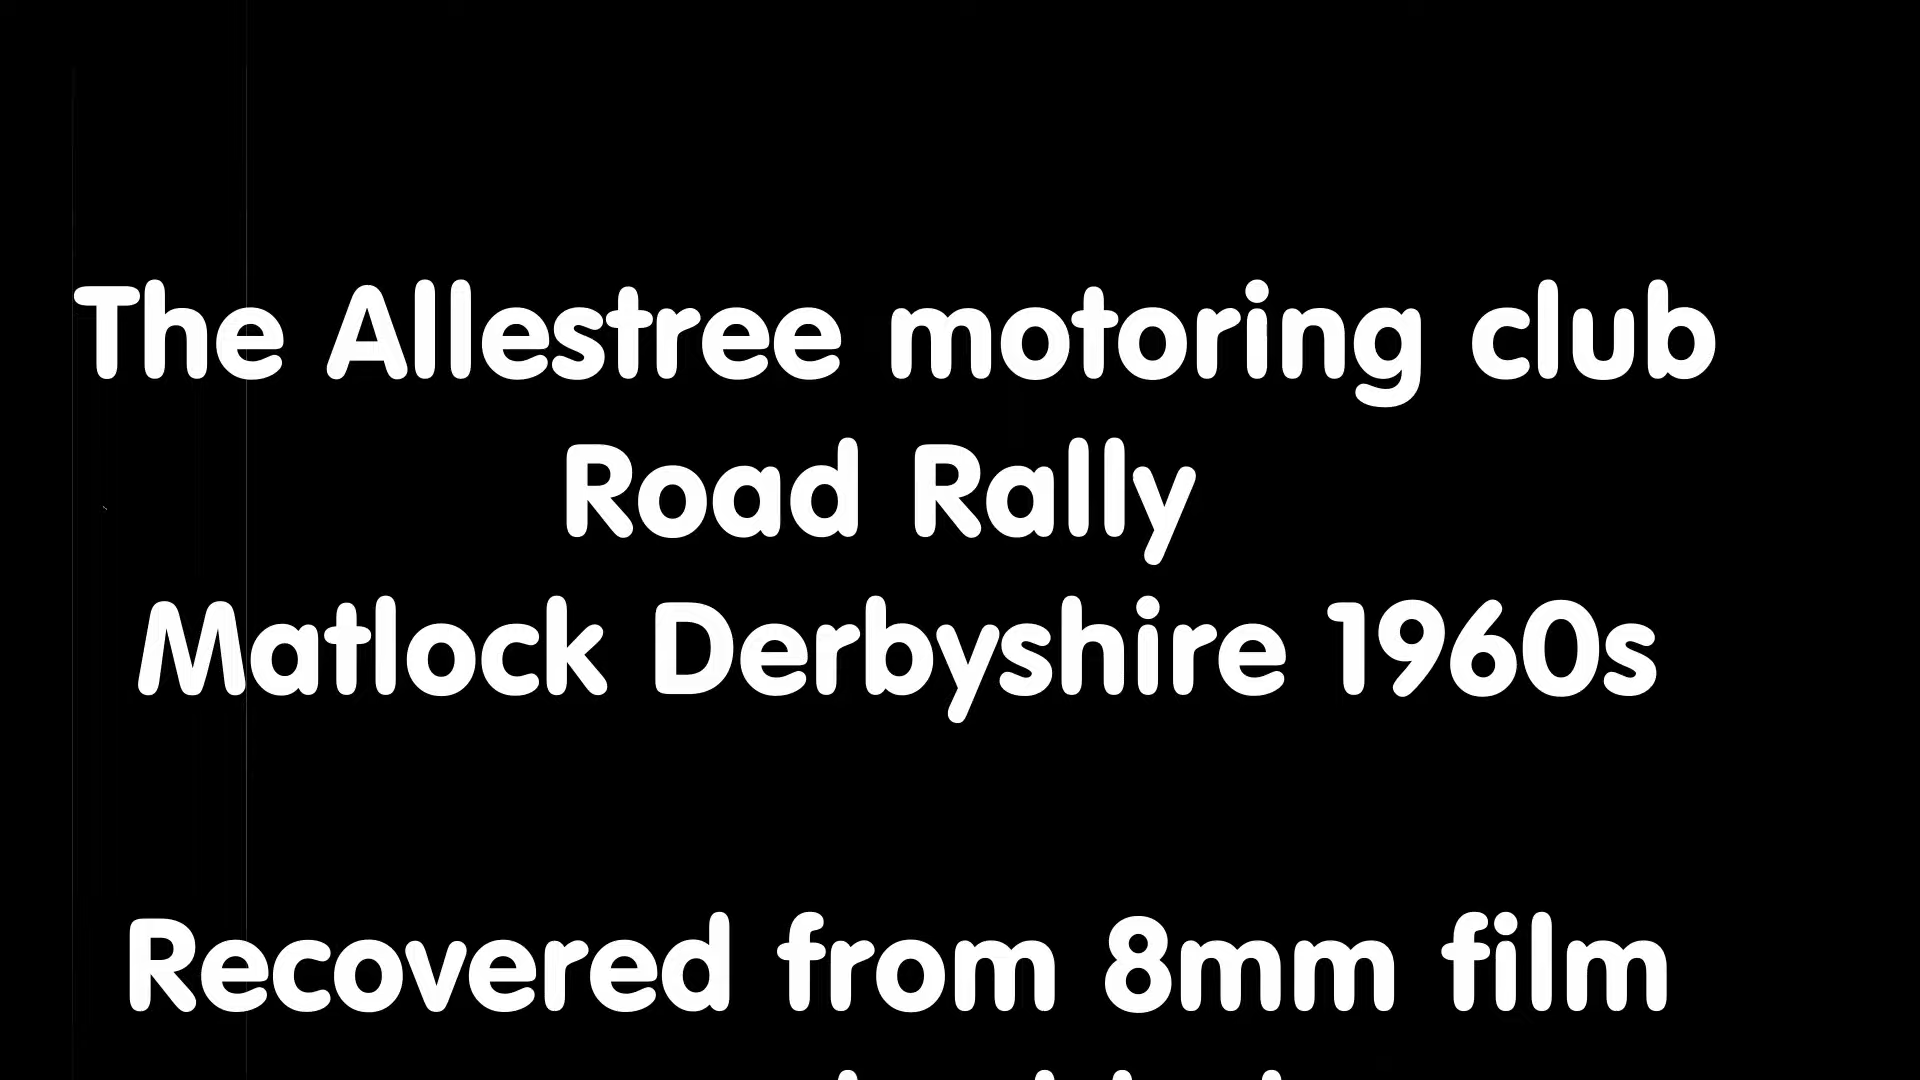 The Allestree motoring club
Road Rally
Matlock Derbyshire 1960s
Recovered from 8mm film